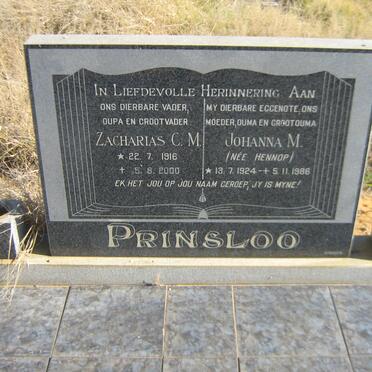 IN LIEFDEVOLLE HERINNERING AAN
ONS DIERBARE VADER,
OUPA EN GROOTVADER
ZACHARIAS C. M.
* 22. 7. 1916
+ 5. 8. 2000
MY DIERBARE EGGENOTE, ONS
MOEDER, OUMA EN GROOTOUMA
JOHANNA M.
(NÉE HENNOP)
* 13. 7. 1924 - + 5. 11. 1986
EK HET JOU OP JOU NAAM GEROEP, JY IS MYNE!
PRINSLOO